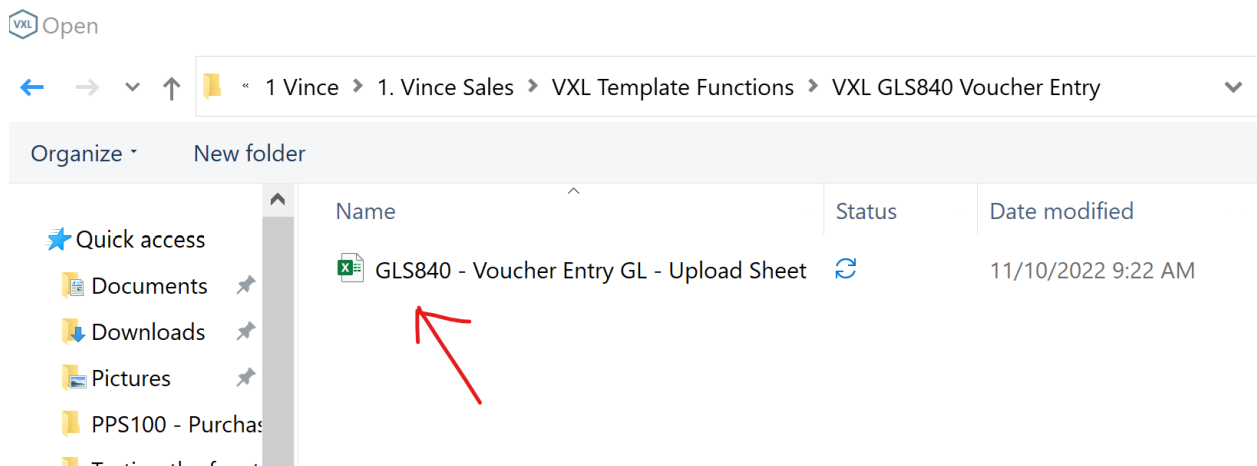 VXL Open
« 1 Vince > 1. Vince Sales > VXL Template Functions > VXL GLS840 Voucher Entry
Organize New folder
Name Status Date modified
Quick access
GLS840 - Voucher Entry GL - Upload Sheet 11/10/2022 9:22 AM
Documents
Downloads
Pictures
PPS100 - Purchas